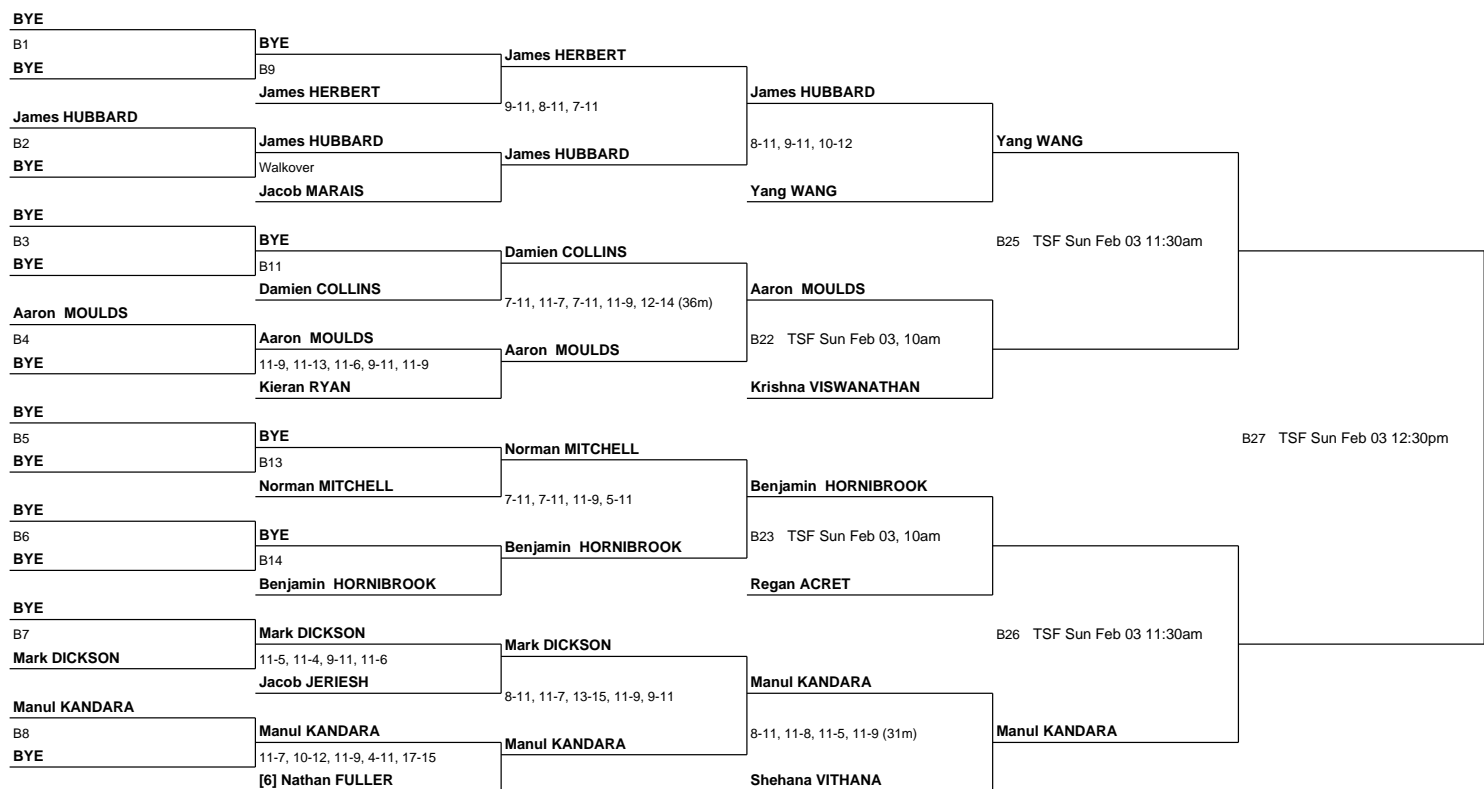 BYE
B1
BYE
James HUBBARD
B2
BYE
BYE
B3
BYE
Aaron MOULDS
B4
BYE
BYE
B5
BYE
BYE
B6
BYE
BYE
B7
Mark DICKSON
Manul KANDARA
B8
BYE
BYE
B9
James HERBERT
James HUBBARD
Walkover
Jacob MARAIS
BYE
B11
Damien COLLINS
Aaron MOULDS
11-9, 11-13, 11-6, 9-11, 11-9
Kieran RYAN
BYE
B13
Norman MITCHELL
BYE
B14
Benjamin HORNIBROOK
Mark DICKSON
11-5, 11-4, 9-11, 11-6
Jacob JERIESH
Manul KANDARA
11-7, 10-12, 11-9, 4-11, 17-15
[6] Nathan FULLER
James HERBERT
9-11, 8-11, 7-11
James HUBBARD
Damien COLLINS
7-11, 11-7, 7-11, 11-9, 12-14 (36m)
Aaron MOULDS
Norman MITCHELL
7-11, 7-11, 11-9, 5-11
Benjamin HORNIBROOK
Mark DICKSON
8-11, 11-7, 13-15, 11-9, 9-11
Manul KANDARA
James HUBBARD
8-11, 9-11, 10-12
Yang WANG
Aaron MOULDS
B22 TSF Sun Feb 03, 10am
Krishna VISWANATHAN
Benjamin HORNIBROOK
B23 TSF Sun Feb 03, 10am
Regan ACRET
Manul KANDARA
8-11, 11-8, 11-5, 11-9 (31m)
Shehana VITHANA
Yang WANG
B25 TSF Sun Feb 03 11:30am
B26 TSF Sun Feb 03 11:30am
Manul KANDARA
B27 TSF Sun Feb 03 12:30pm